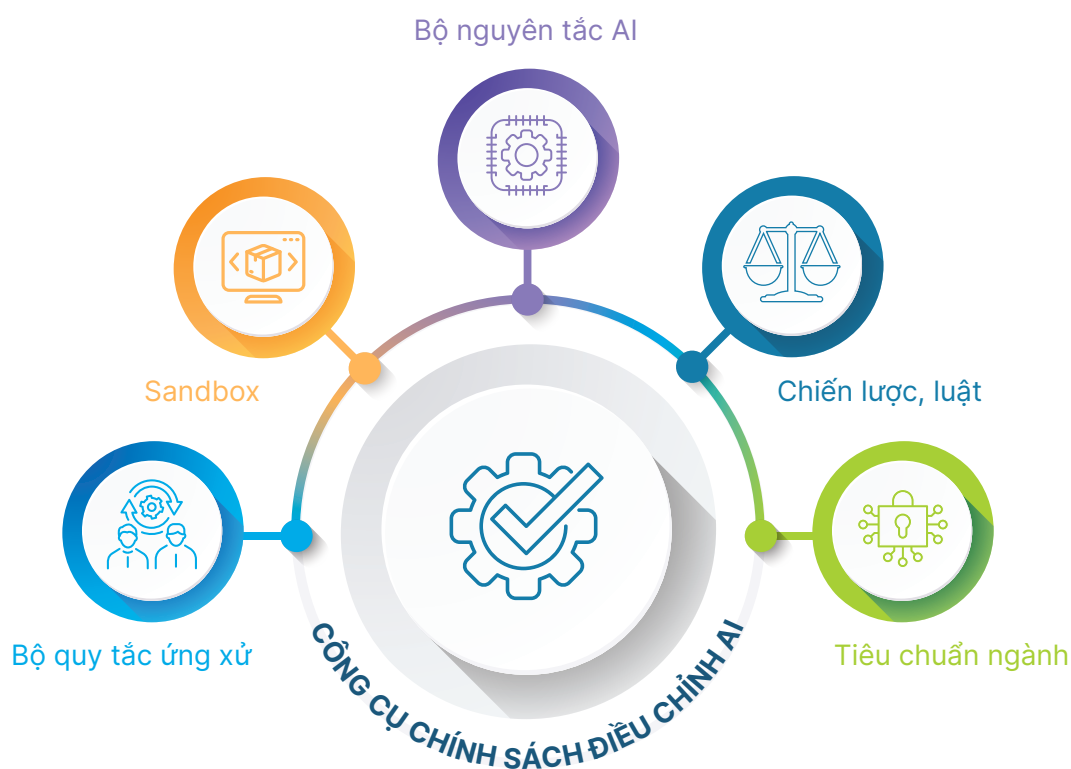 Bộ nguyên tắc AI
Sandbox
Chiến lược, luật
Bộ quy tắc ứng xử
Tiêu chuẩn ngành
CÔNG CỤ CHÍNH SÁCH ĐIỀU CHỈNH AI